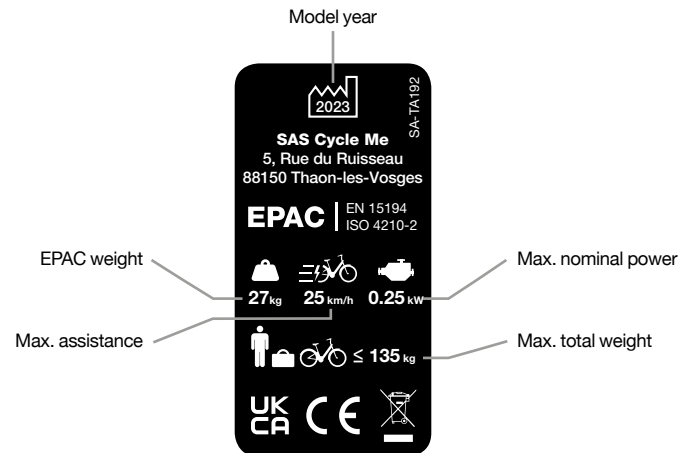 Model year
2023
SA-TA192
SAS Cycle Me
5, Rue du Ruisseau
88150 Thaon-les-Vosges
EPAC
EN 15194
ISO 4210-2
EPAC weight
Max. nominal power
27 kg
25 km/h
0.25 kW
Max. assistance
≤ 135 kg
Max. total weight
UK
CA
CE